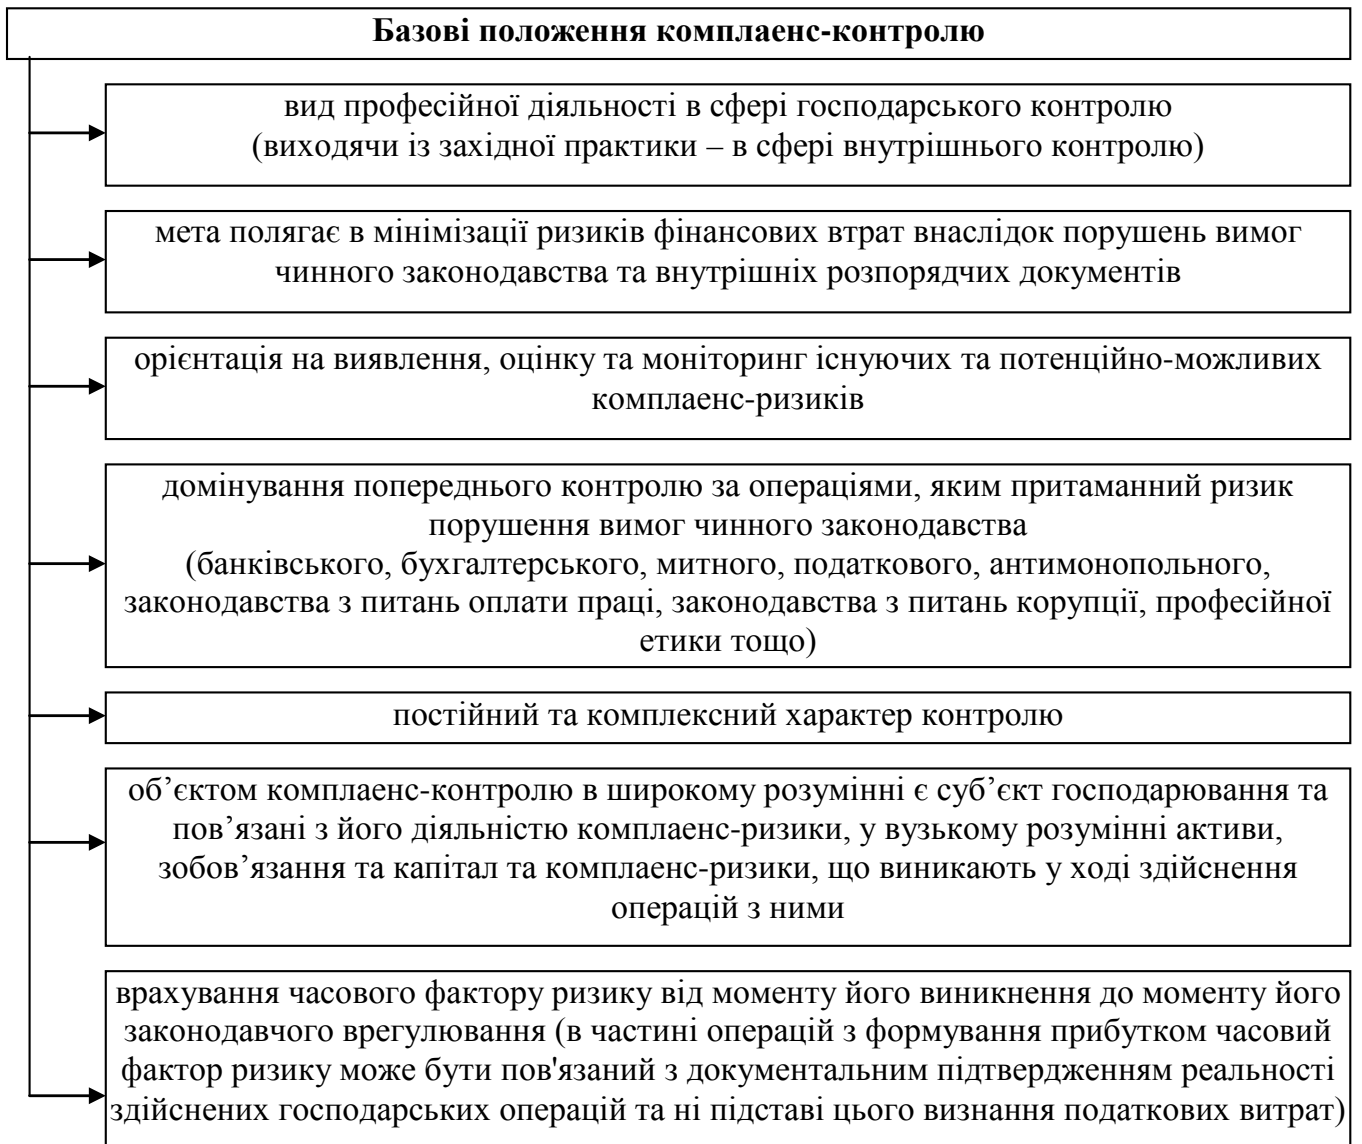 Базові положення комплаенс-контролю
вид професійної діяльності в сфері господарського контролю
(виходячи із західної практики – в сфері внутрішнього контролю)
мета полягає в мінімізації ризиків фінансових втрат внаслідок порушень вимог
чинного законодавства та внутрішніх розпорядчих документів
орієнтація на виявлення, оцінку та моніторинг існуючих та потенційно-можливих
комплаенс-ризиків
домінування попереднього контролю за операціями, яким притаманний ризик
порушення вимог чинного законодавства
(банківського, бухгалтерського, митного, податкового, антимонопольного,
законодавства з питань оплати праці, законодавства з питань корупції, професійної
етики тощо)
постійний та комплексний характер контролю
об’єктом комплаенс-контролю в широкому розумінні є суб’єкт господарювання та
пов’язані з його діяльністю комплаенс-ризики, у вузькому розумінні активи,
зобов’язання та капітал та комплаенс-ризики, що виникають у ході здійснення
операцій з ними
врахування часового фактору ризику від моменту його виникнення до моменту його
законодавчого врегулювання (в частині операцій з формування прибутком часовий
фактор ризику може бути пов'язаний з документальним підтвердженням реальності
здійснених господарських операцій та ні підставі цього визнання податкових витрат)